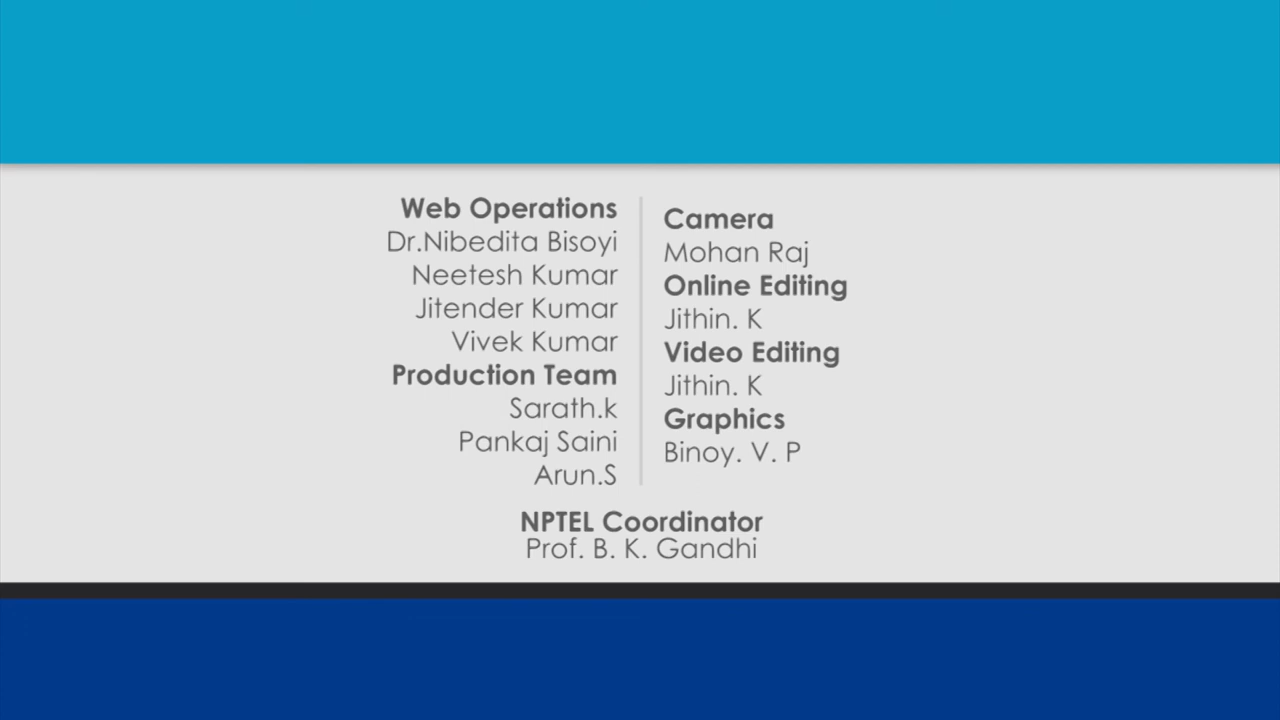 Web Operations
Dr.Nibedita Bisoyi
Neetesh Kumar
Jitender Kumar
Vivek Kumar
Production Team
Sarath.k
Pankaj Saini
Arun.S
Camera
Mohan Raj
Online Editing
Jithin. K
Video Editing
Jithin. K
Graphics
Binoy. V. P
NPTEL Coordinator
Prof. B. K. Gandhi